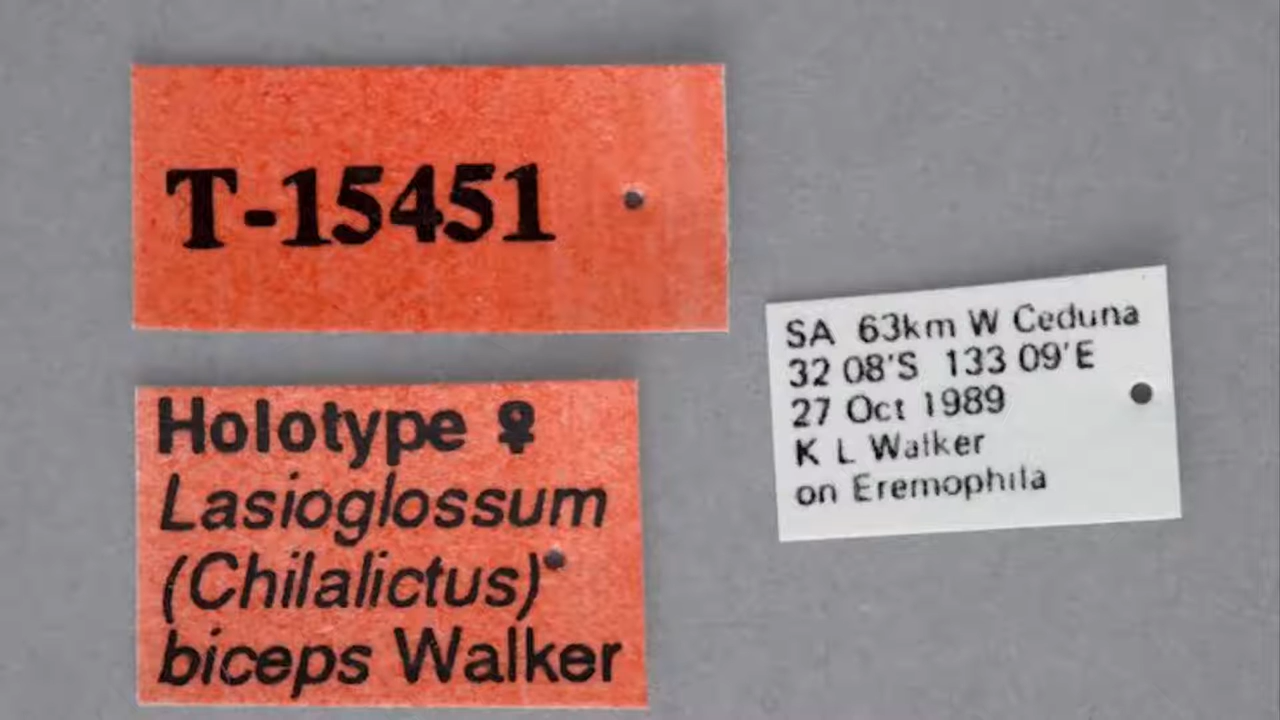 T-15451
Holotype ♀
Lasioglossum
(Chilalictus)
biceps Walker
SA 63km W Ceduna
32 08'S 133 09'E
27 Oct 1989
K L Walker
on Eremophila